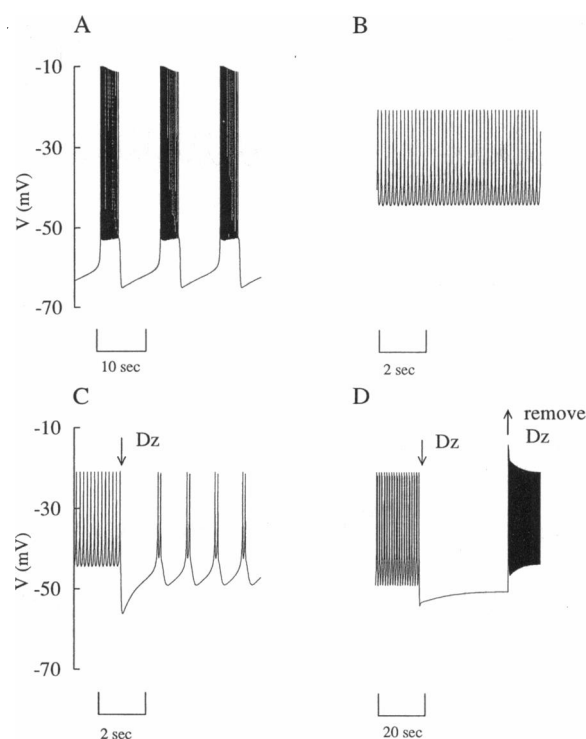 A
B
-10
-30
-50
-70
V (mV)
10 sec
2 sec
C
D
-10
-30
-50
-70
V (mV)
Dz
2 sec
Dz
remove
Dz
20 sec